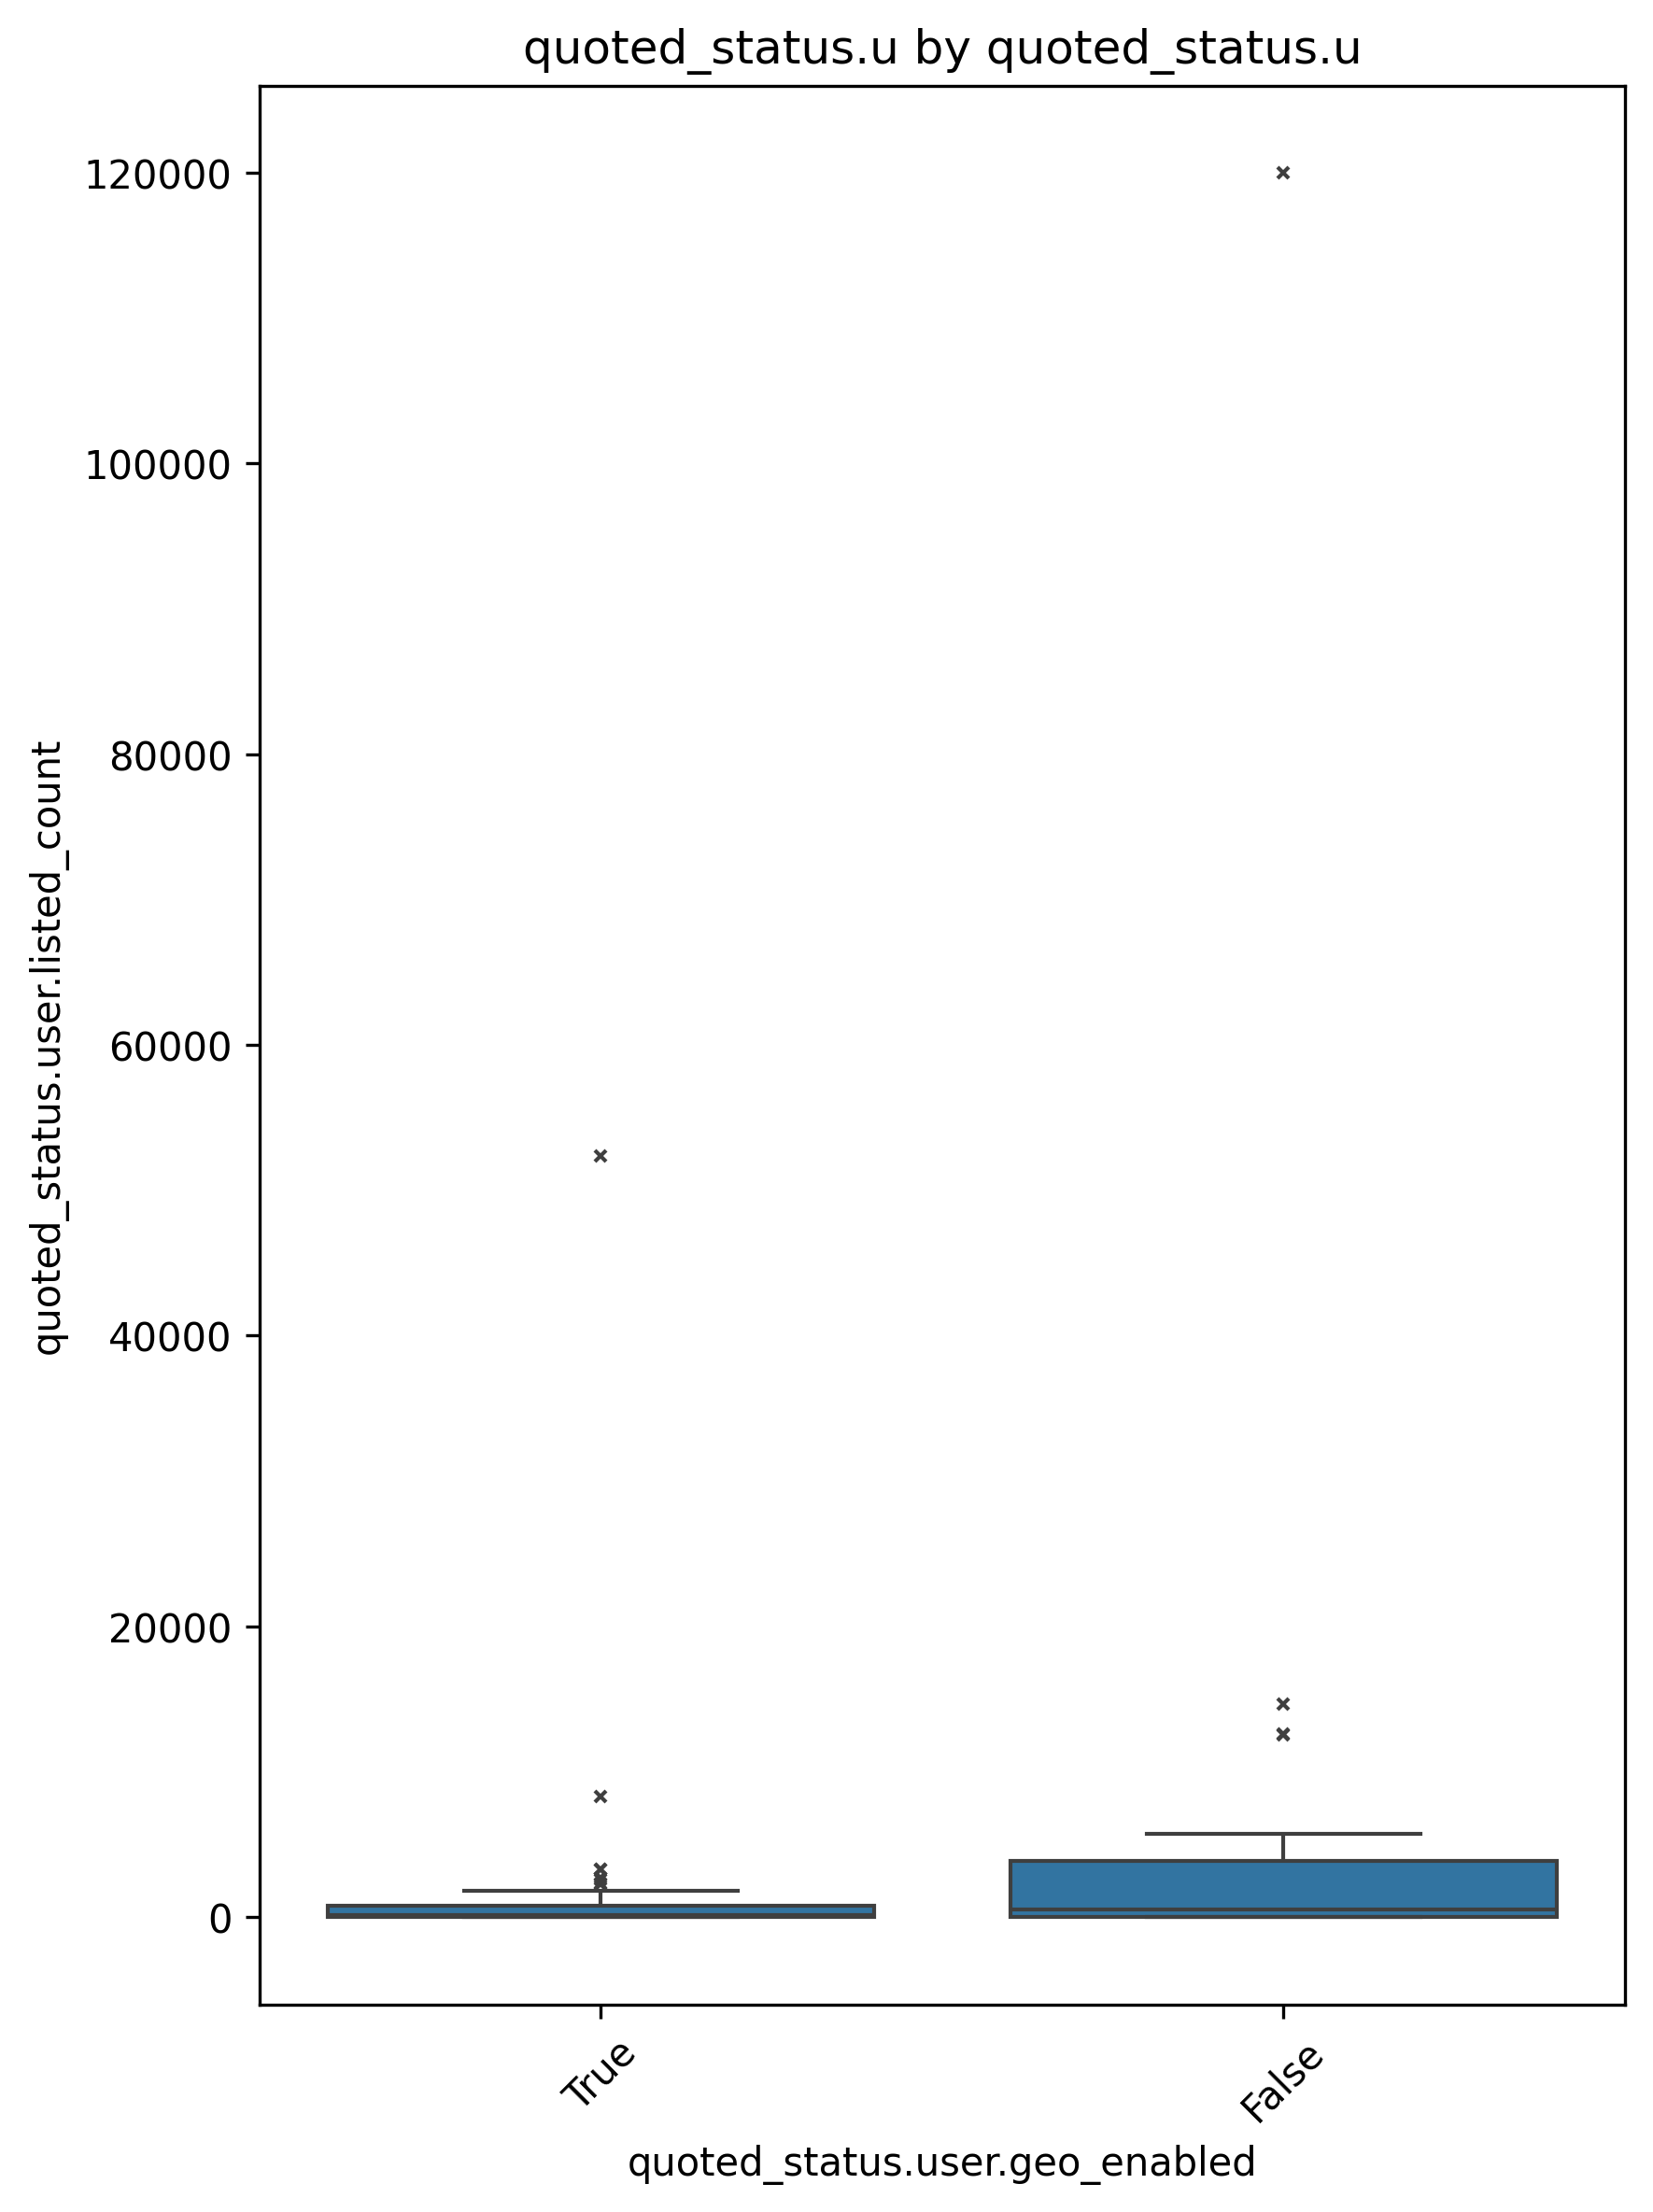 quoted_status.u by quoted_status.u
quoted_status.user.listed_count
120000
100000
80000
60000
40000
20000
0
True
False
quoted_status.user.geo_enabled